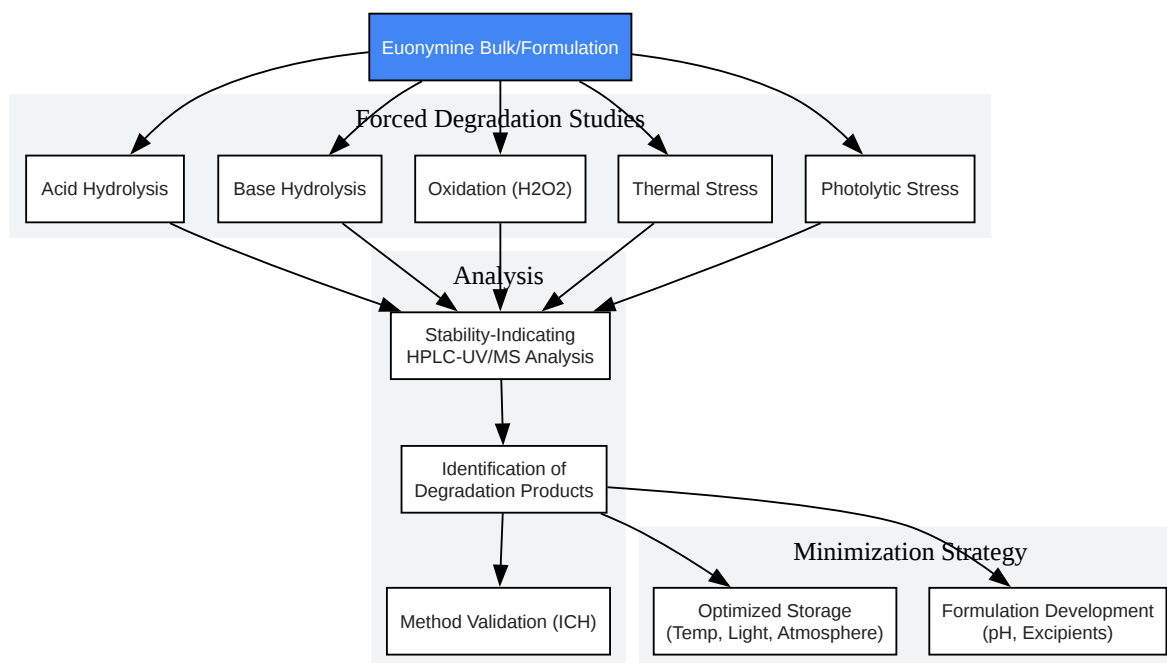 Euonymine Bulk/Formulation
Forced Degradation Studies
Acid Hydrolysis
Base Hydrolysis
Oxidation (H2O2)
Thermal Stress
Photolytic Stress
Analysis
Stability-Indicating
HPLC-UV/MS Analysis
Identification of
Degradation Products
Minimization Strategy
Method Validation (ICH)
Optimized Storage
(Temp, Light, Atmosphere)
Formulation Development
(pH, Excipients)